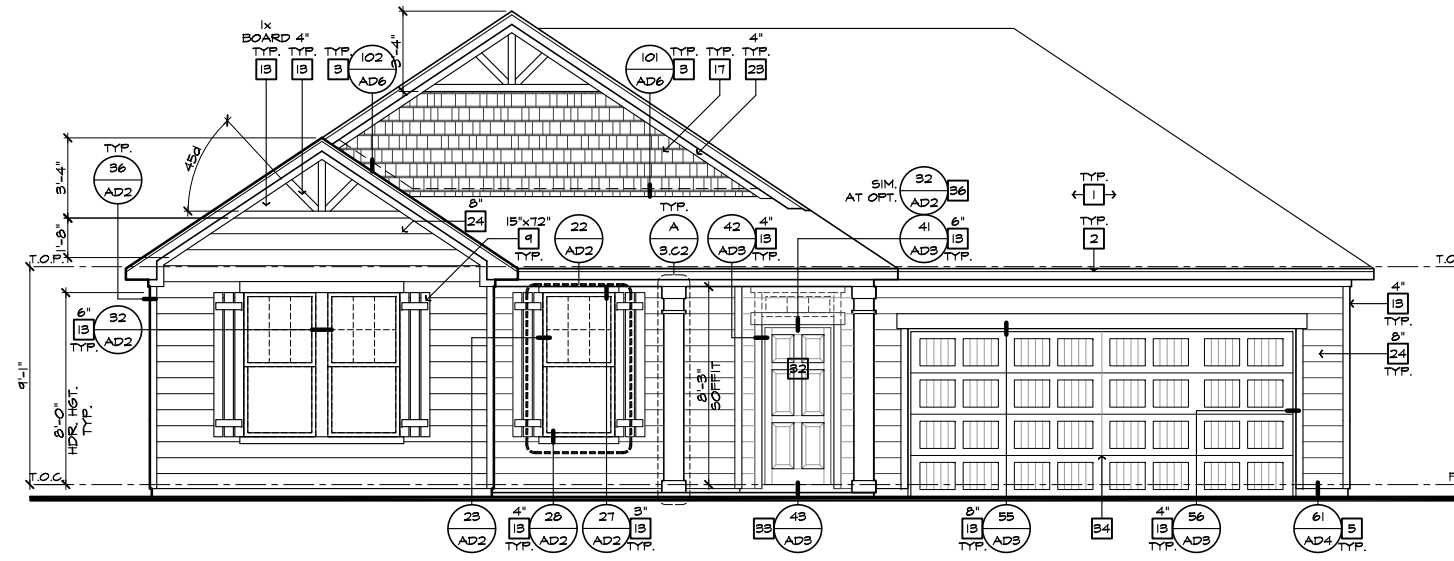 1x
BOARD 4"
TYP. TYP. TYP. 102
13 13 3 AD6
3'-4"
101 TYP. TYP. 4" TYP.
AD6 3 17 23
45d
TYP.
36
AD2
3'-4"
1'-8"
8"
24
15"x72"
9
TYP.
22
AD2
TYP.
A
3.C2
42 4"
AD3 13
TYP.
SIM.
AT OPT.
32
AD2 36
41 6"
AD3 13
TYP.
TYP.
1
TYP.
2
T.O.P.
T.O
6"
13
TYP.
32
AD2
4"
13
TYP.
8"
24
TYP.
9'-1"
8'-0"
HDR. HGT.
TYP.
8'-3"
SOFFIT
32
T.O.C.
F
23
AD2
4"
13
TYP.
28
AD2
27
AD2
3"
13
TYP.
33
43
AD3
8"
13
TYP.
55
AD3
34
4"
13
TYP.
56
AD3
61
AD4
5